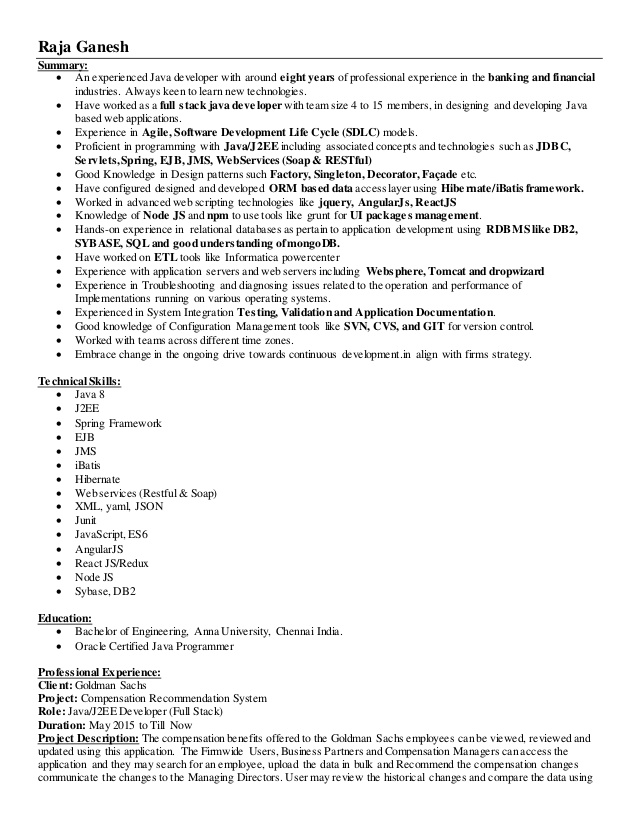 Raja Ganesh
Summary:
• An experienced Java developer with around eight years of professional experience in the banking and financial
industries. Always keen to learn new technologies.
• Have worked as a full stack java developer with team size 4 to 15 members, in designing and developing Java
based web applications.
• Experience in Agile, Software Development Life Cycle (SDLC) models.
• Proficient in programming with Java/J2EE including associated concepts and technologies such as JDBC,
Servlets,Spring, EJB, JMS, WebServices (Soap & RESTful)
• Good Knowledge in Design patterns such Factory, Singleton, Decorator, Façade etc.
• Have configured designed and developed ORM based data access layer using Hibernate/iBatis framework.
• Worked in advanced web scripting technologies like jquery, AngularJs, ReactJS
• Knowledge of Node JS and npm to use tools like grunt for UI packages management.
• Hands-on experience in relational databases as pertain to application development using RDBMS like DB2,
SYBASE, SQL and good understanding of mongoDB.
• Have worked on ETL tools like Informatica powercenter
• Experience with application servers and web servers including Websphere, Tomcat and dropwizard
• Experience in Troubleshooting and diagnosing issues related to the operation and performance of
Implementations running on various operating systems.
• Experienced in System Integration Testing, Validation and Application Documentation.
• Good knowledge of Configuration Management tools like SVN, CVS, and GIT for version control.
• Worked with teams across different time zones.
• Embrace change in the ongoing drive towards continuous development.in align with firms strategy.
Technical Skills:
• Java 8
• J2EE
• Spring Framework
• EJB
• JMS
• iBatis
• Hibernate
• Web services (Restful & Soap)
• XML, yaml, JSON
• Junit
• JavaScript, ES6
• AngularJS
• React JS/Redux
• Node JS
• Sybase, DB2
Education:
• Bachelor of Engineering, Anna University, Chennai India.
• Oracle Certified Java Programmer
Professional Experience:
Client: Goldman Sachs
Project: Compensation Recommendation System
Role: Java/J2EE Developer (Full Stack)
Duration: May 2015 to Till Now
Project Description: The compensation benefits offered to the Goldman Sachs employees can be viewed, reviewed and
updated using this application. The Firmwide Users, Business Partners and Compensation Managers can access the
application and they may search for an employee, upload the data in bulk and Recommend the compensation changes
communicate the changes to the Managing Directors. User may review the historical changes and compare the data using